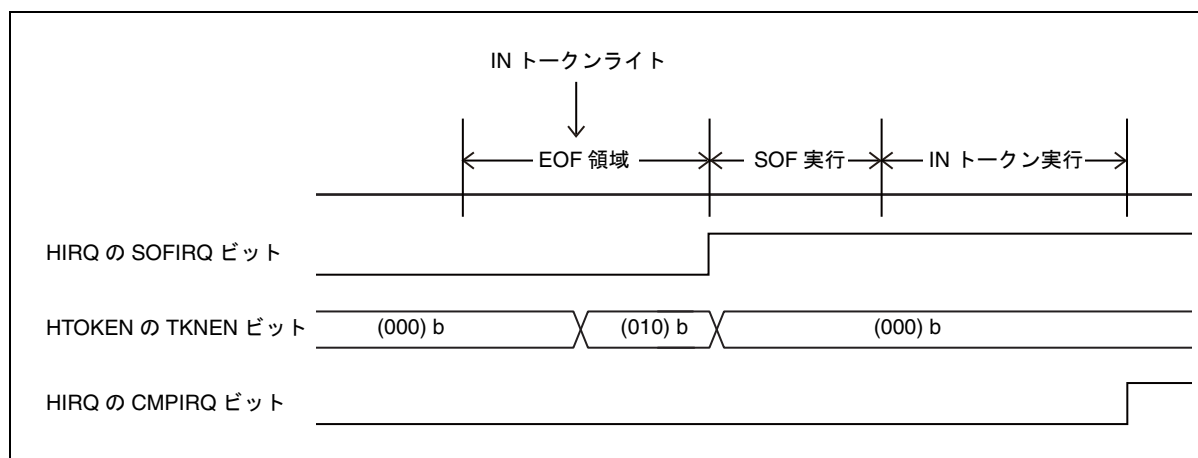 IN トークンライト
EOF 領域
SOF 実行
IN トークン実行
HIRQ の SOFIRQ ビット
HTOKEN の TKNEN ビット
(000) b
(010) b
(000) b
HIRQ の CMPIRQ ビット